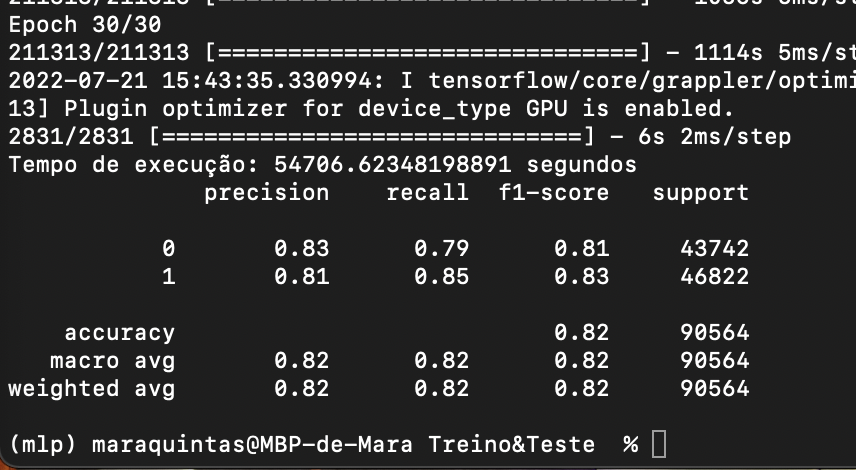 Epoch 30/30
211313/211313 [==============================] - 1114s 5ms/st
2022-07-21 15:43:35.330994: I tensorflow/core/grappler/optimi
13] Plugin optimizer for device_type GPU is enabled.
2831/2831 [==============================] - 6s 2ms/step
Tempo de execução: 54706.62348198891 segundos
precision recall f1-score support
0 0.83 0.79 0.81 43742
1 0.81 0.85 0.83 46822
accuracy 0.82 90564
macro avg 0.82 0.82 0.82 90564
weighted avg 0.82 0.82 0.82 90564
(mlp) maraquintas@MBP-de-Mara Treino&Teste %